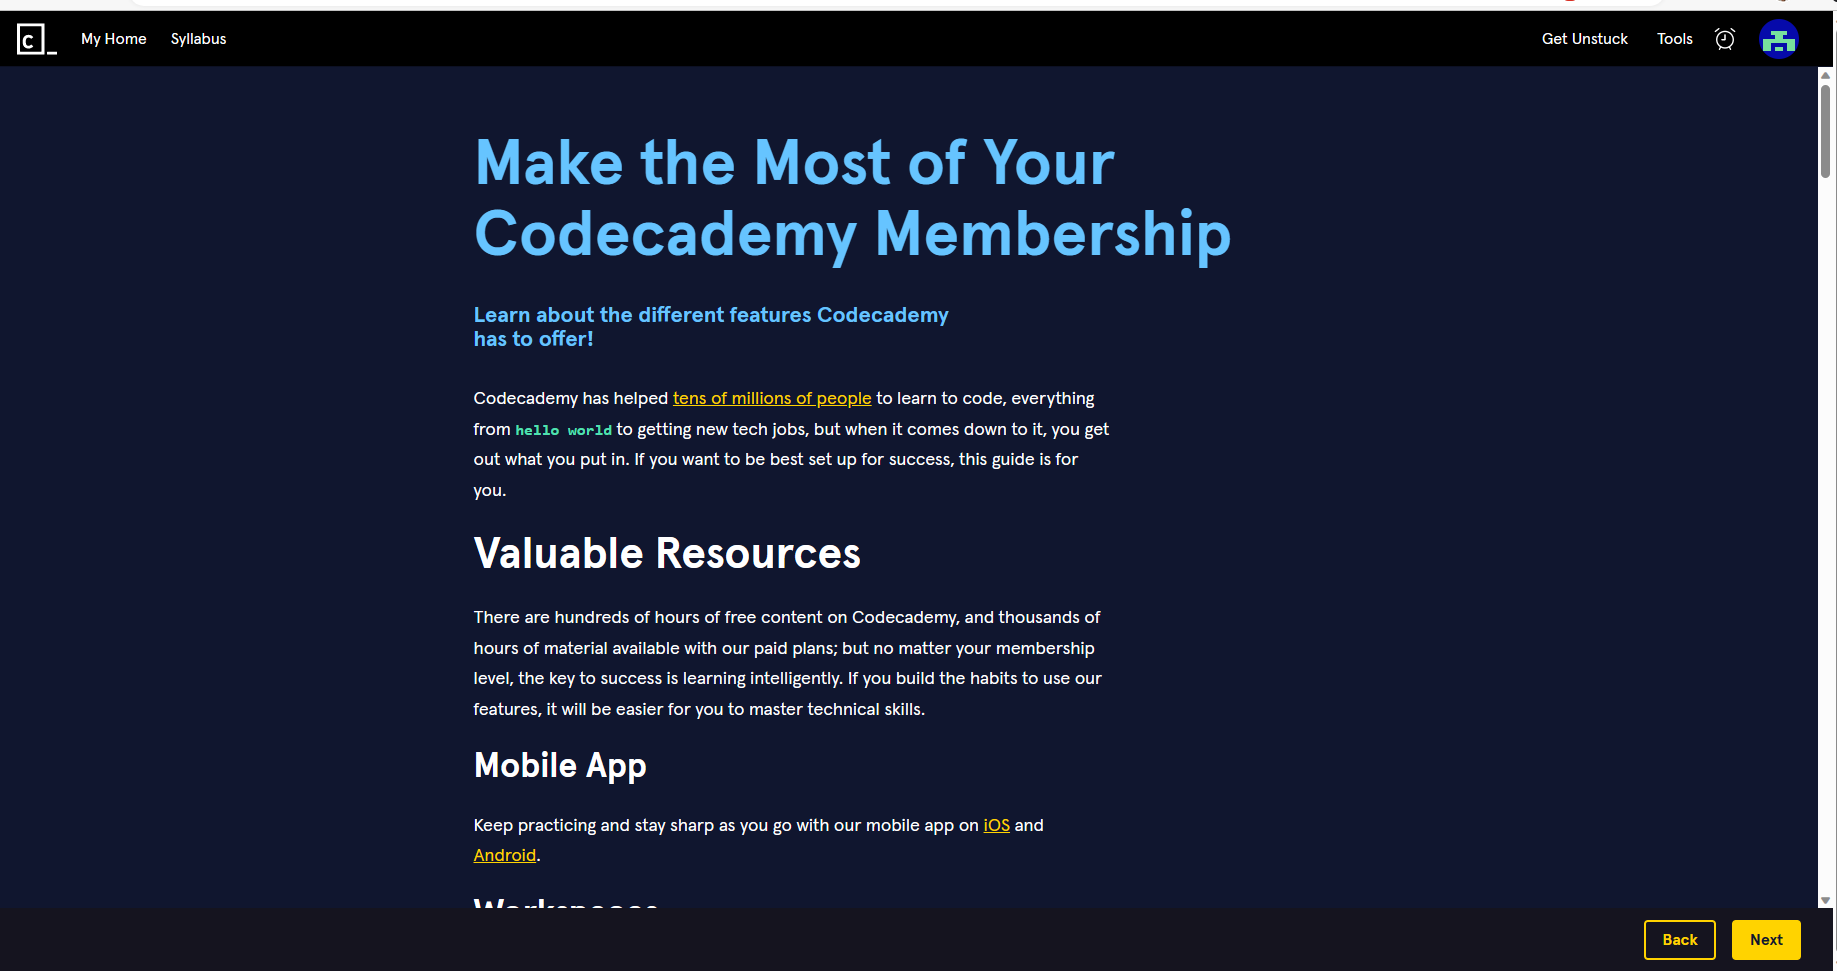 My Home Syllabus Get Unstuck Tools
Make the Most of Your
Codecademy Membership
Learn about the different features Codecademy
has to offer!
Codecademy has helped tens of millions of people to learn to code, everything
from hello world to getting new tech jobs, but when it comes down to it, you get
out what you put in. If you want to be best set up for success, this guide is for
you.
Valuable Resources
There are hundreds of hours of free content on Codecademy, and thousands of
hours of material available with our paid plans; but no matter your membership
level, the key to success is learning intelligently. If you build the habits to use our
features, it will be easier for you to master technical skills.
Mobile App
Keep practicing and stay sharp as you go with our mobile app on iOS and
Android.
Workspaces
Back Next